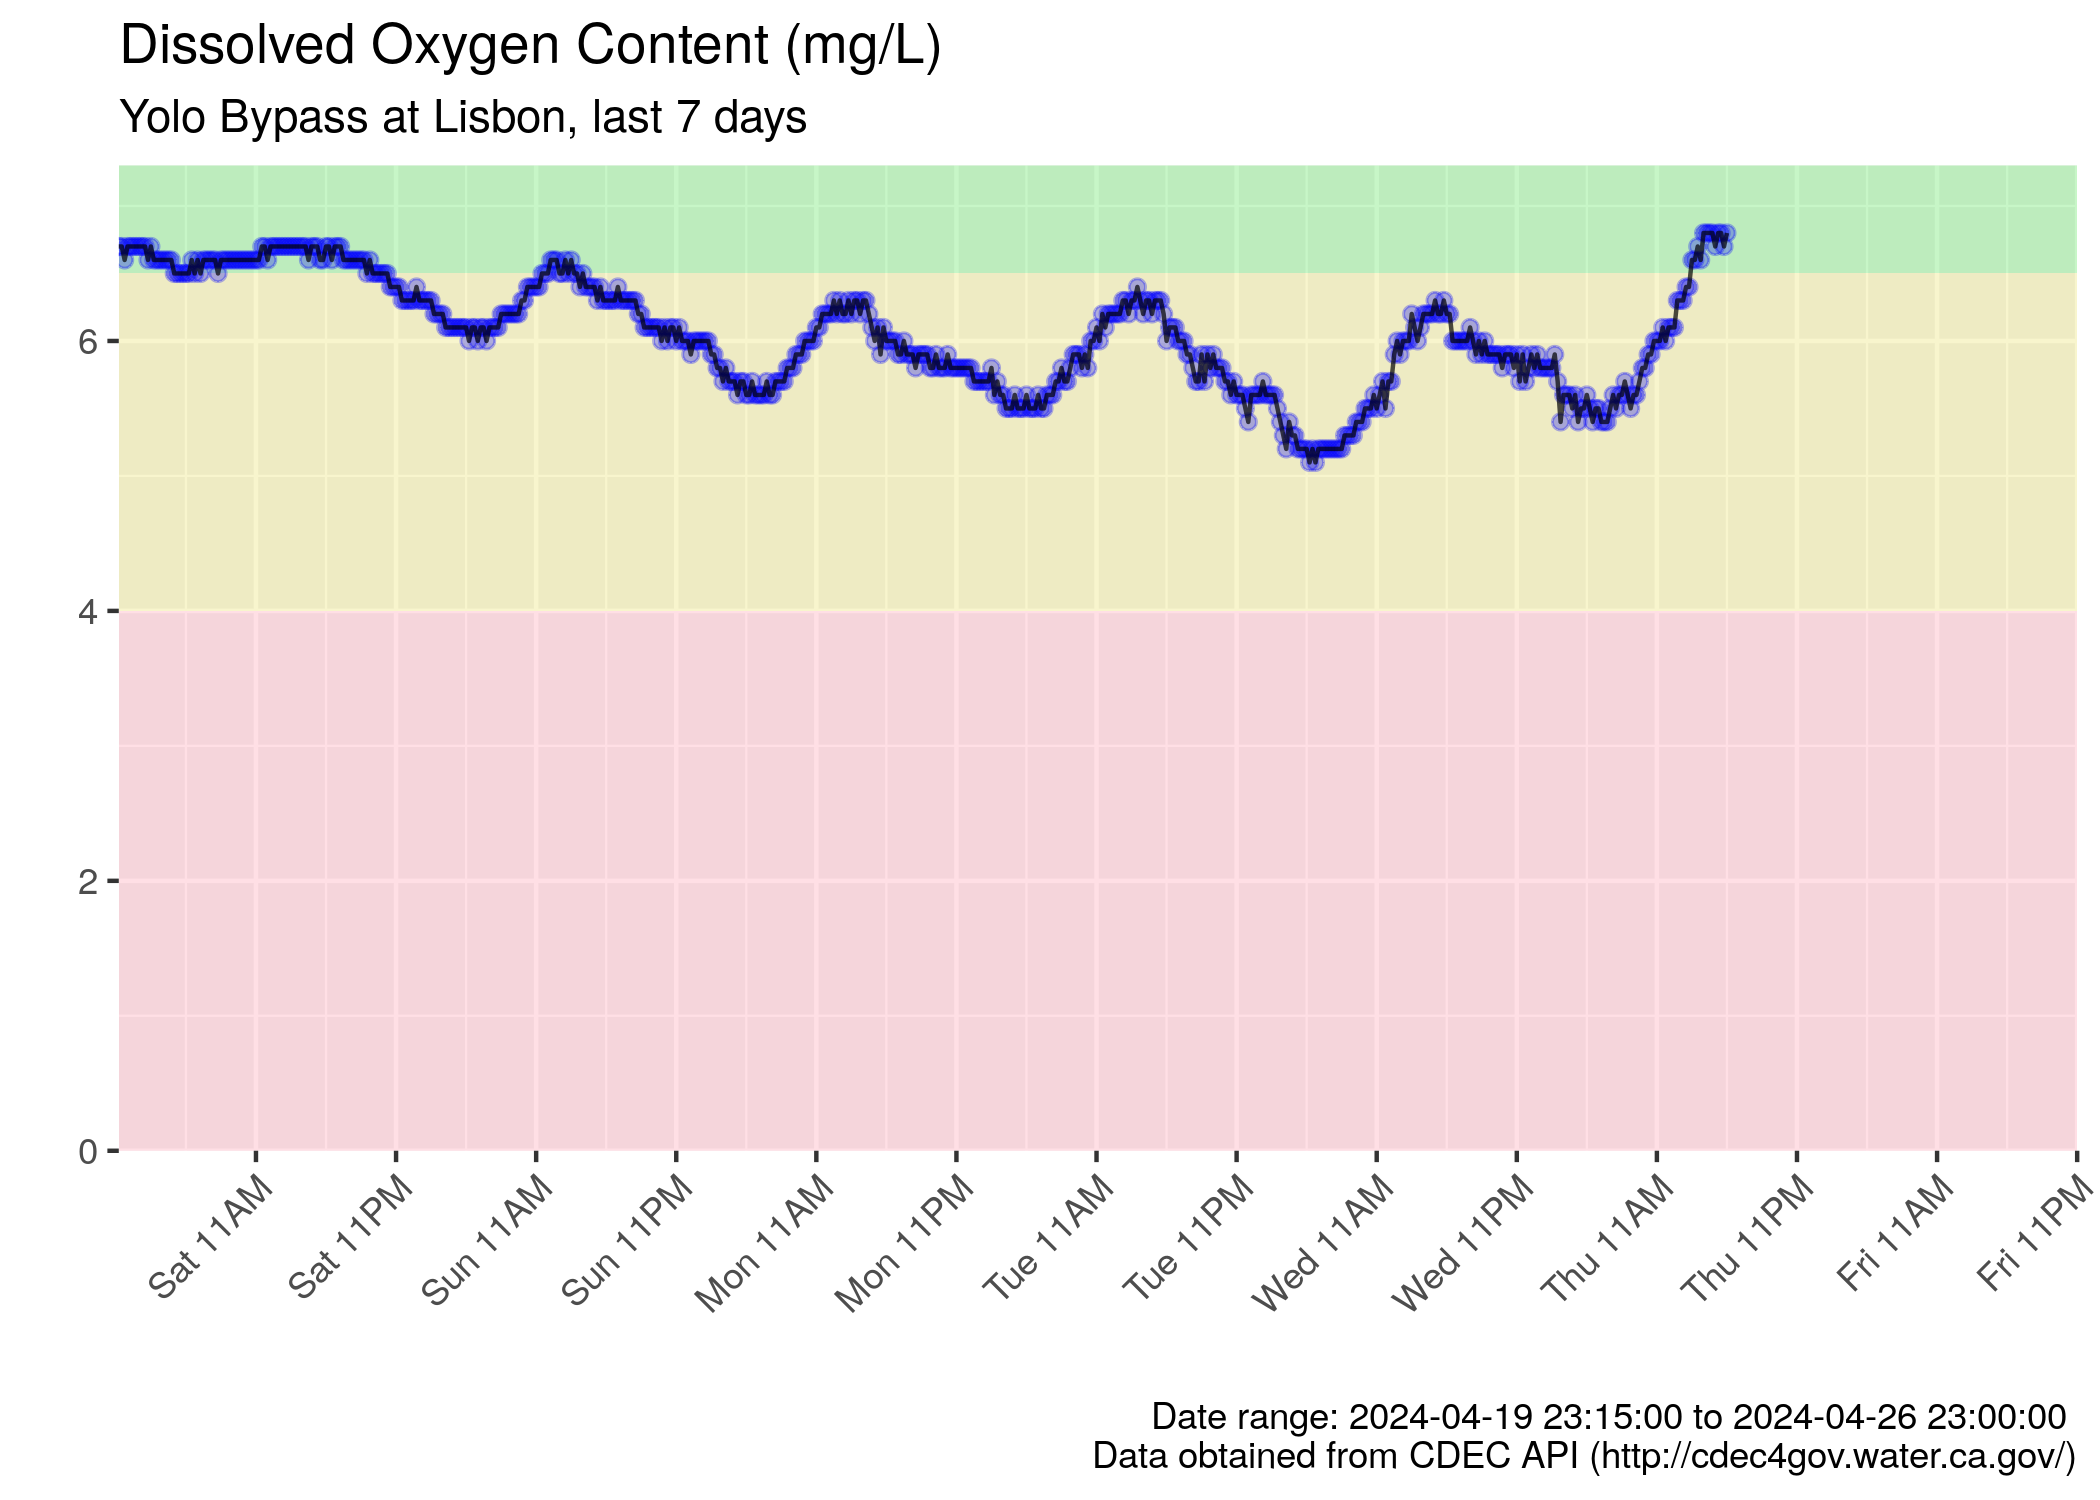 Dissolved Oxygen Content (mg/L)
Yolo Bypass at Lisbon, last 7 days
6
4
2
0
Sat 11AM
Sat 11PM
Sun 11AM
Sun 11PM
Mon 11AM
Mon 11PM
Tue 11AM
Tue 11PM
Wed 11AM
Wed 11PM
Thu 11AM
Thu 11PM
Fri 11AM
Fri 11PM
Date range: 2024-04-19 23:15:00 to 2024-04-26 23:00:00
Data obtained from CDEC API (http://cdec4gov.water.ca.gov/)